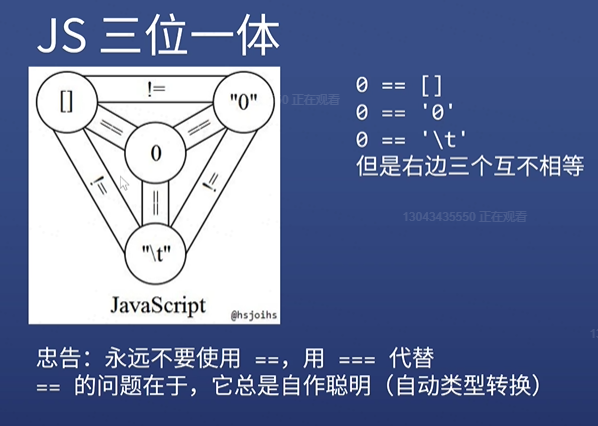 JS 三位一体
[]
!=
"0"
==
==
0
!=
==
!=
"\t"
JavaScript
@hsjoihs
0 == []
0 == '0'
0 == '\t'
但是右边三个互不相等
50 正在观看
13043435550 正在观看
忠告：永远不要使用 ==，用 === 代替
== 的问题在于，它总是自作聪明（自动类型转换）